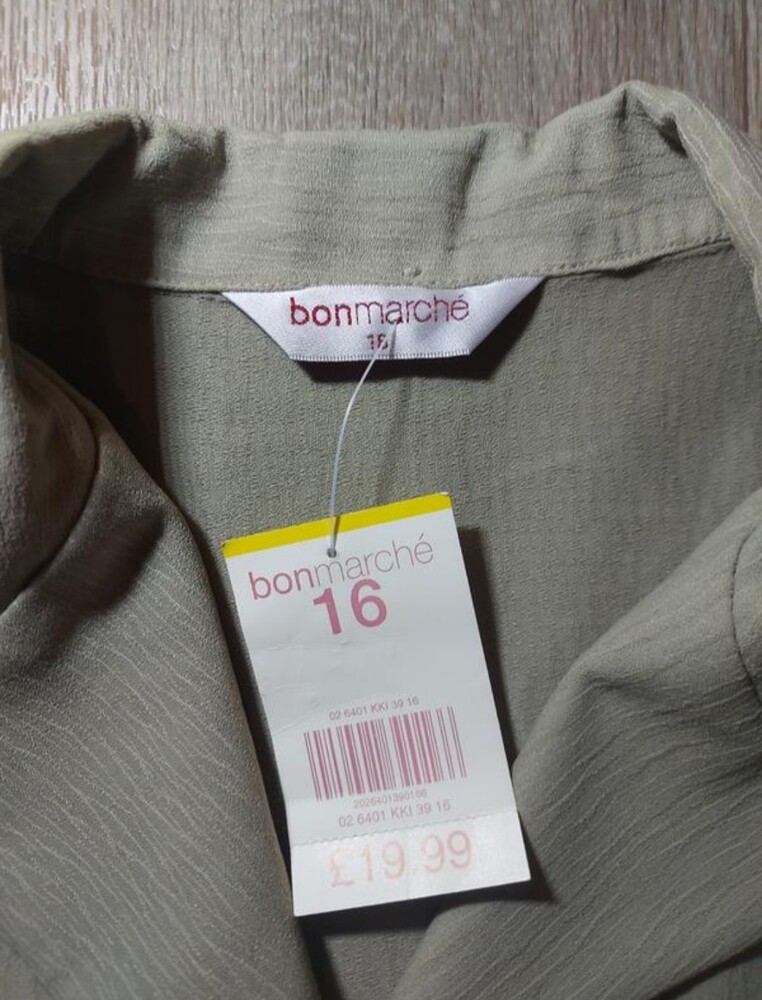 bonmarché
16
bonmarché
16
02 6401 KKI 39 16
2026401390166
02 6401 KKI 39 16
£19.99